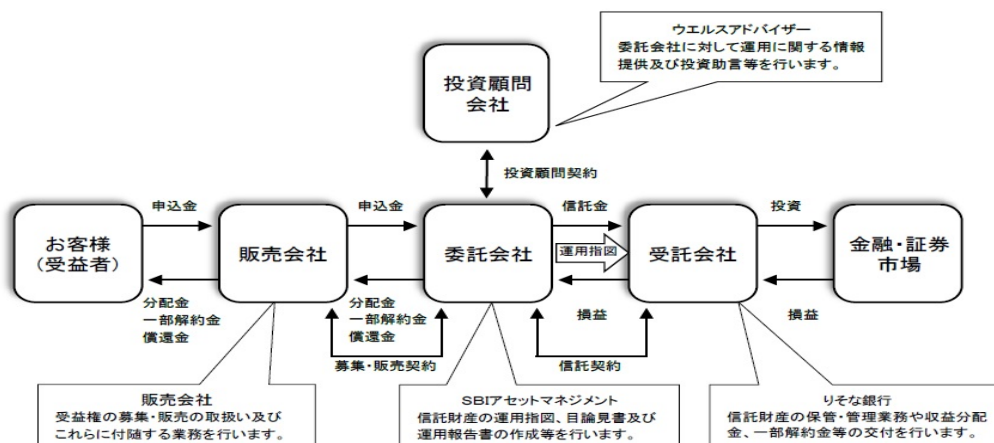 ウエルスアドバイザー
委託会社に対して運用に関する情報
提供及び投資助言等を行います。
投資顧問
会社
投資顧問契約
申込金
申込金
信託金
投資
お客様
(受益者)
販売会社
委託会社
運用指図
受託会社
金融・証券
市場
分配金
一部解約金
償還金
分配金
一部解約金
償還金
損益
損益
募集・販売契約
信託契約
販売会社
受益権の募集・販売の取扱い及び
これらに付随する業務を行います。
SBIアセットマネジメント
信託財産の運用指図、目論見書及び
運用報告書の作成等を行います。
りそな銀行
信託財産の保管・管理業務や収益分配
金、一部解約金等の交付を行います。